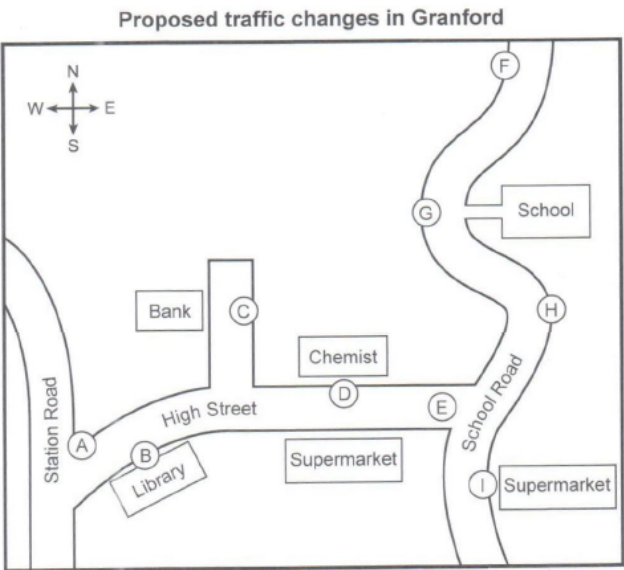 Proposed traffic changes in Granford
N
W E
S
F
G
School
Bank
C
H
Chemist
D
E
High Street
Station Road
School Road
A
B
Library
Supermarket
I
Supermarket